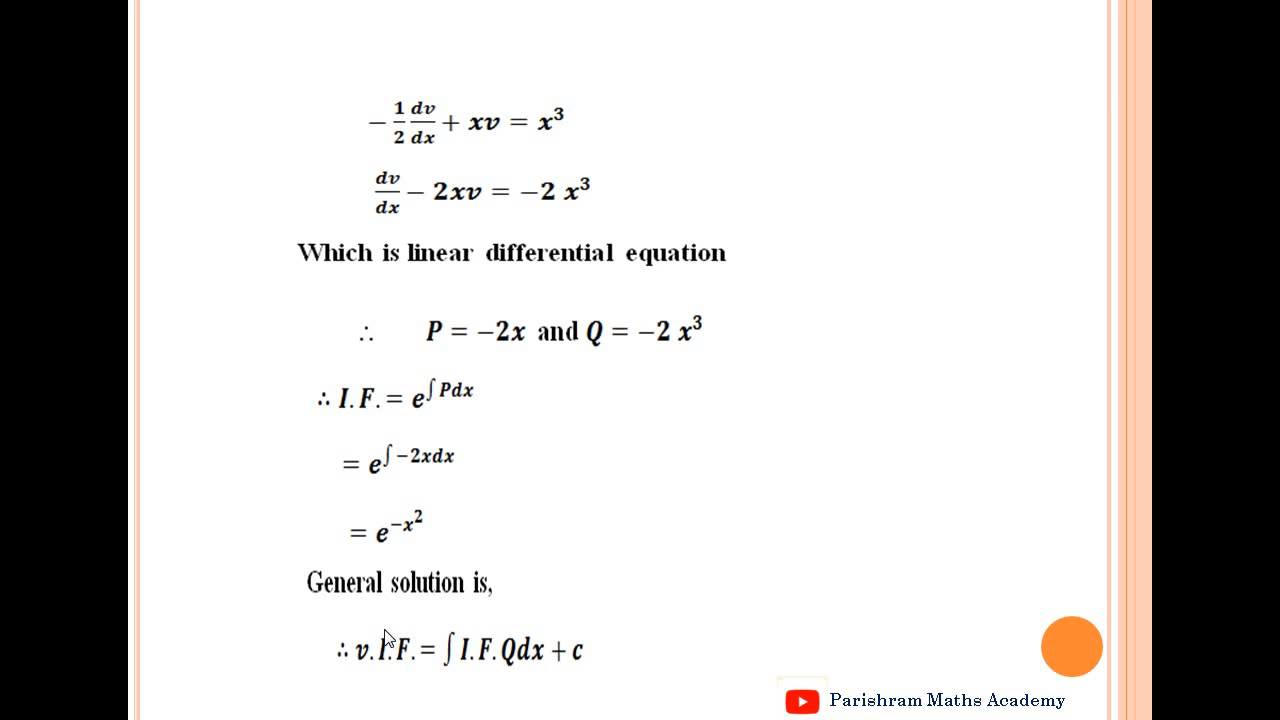 −1/2 dv/dx + xv = x³
dv/dx − 2xv = −2 x³
Which is linear differential equation
∴ P = −2x and Q = −2 x³
∴ I.F. = e^∫Pdx
= e^∫−2xdx
= e^−x²
General solution is,
∴ v.I.F. = ∫ I.F.Qdx + c
Parishram Maths Academy